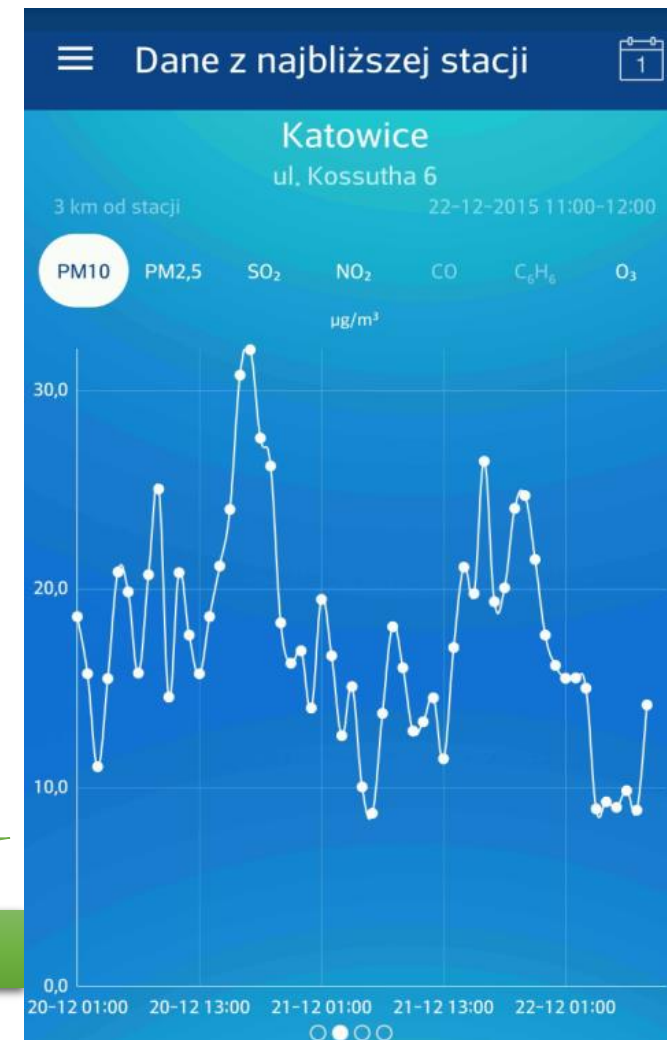 Dane z najbliższej stacji
1
Katowice
ul. Kossutha 6
3 km od stacji 22-12-2015 11:00-12:00
PM10 PM2,5 SO₂ NO₂ CO C₆H₆ O₃
µg/m³
30,0
20,0
10,0
0,0
20-12 01:00 20-12 13:00 21-12 01:00 21-12 13:00 22-12 01:00